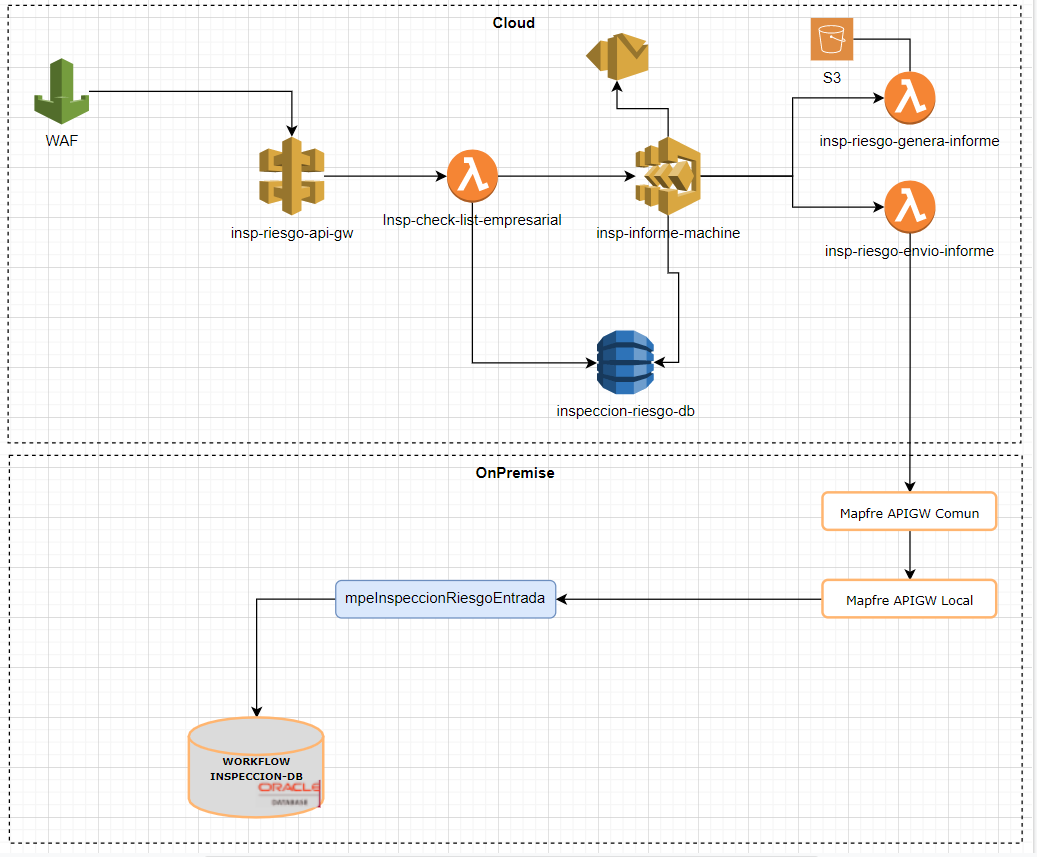 Cloud
S3
WAF
insp-riesgo-genera-informe
Insp-check-list-empresarial
insp-riesgo-api-gw
insp-informe-machine
insp-riesgo-envio-informe
inspeccion-riesgo-db
OnPremise
Mapfre APIGW Comun
mpeInspeccionRiesgoEntrada
Mapfre APIGW Local
WORKFLOW
INSPECCION-DB
ORACLE
DATABASE